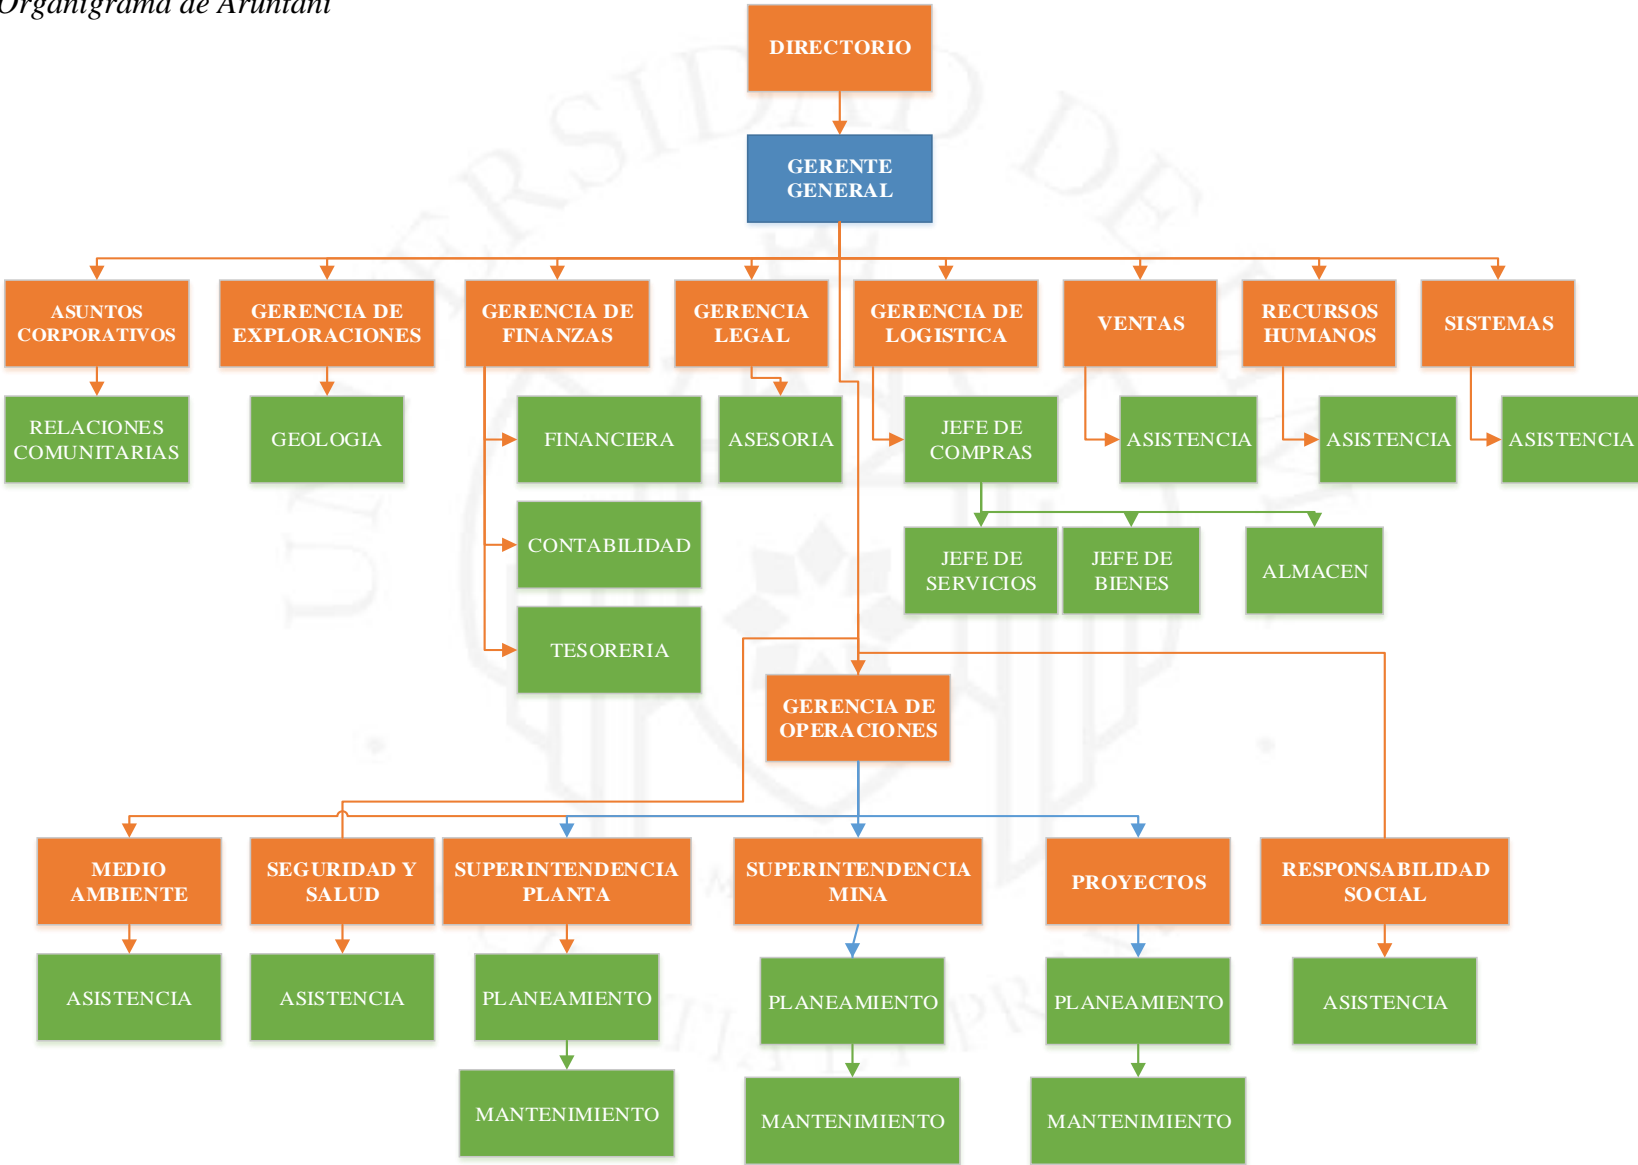 Organigrama de Aruntani
DIRECTORIO
GERENTE
GENERAL
ASUNTOS
CORPORATIVOS
GERENCIA DE
EXPLORACIONES
GERENCIA DE
FINANZAS
GERENCIA
LEGAL
GERENCIA DE
LOGISTICA
VENTAS
RECURSOS
HUMANOS
SISTEMAS
RELACIONES
COMUNITARIAS
GEOLOGIA
FINANCIERA
ASESORIA
JEFE DE
COMPRAS
ASISTENCIA
ASISTENCIA
ASISTENCIA
CONTABILIDAD
JEFE DE
SERVICIOS
JEFE DE
BIENES
ALMACEN
TESORERIA
GERENCIA DE
OPERACIONES
MEDIO
AMBIENTE
SEGURIDAD Y
SALUD
SUPERINTENDENCIA
PLANTA
SUPERINTENDENCIA
MINA
PROYECTOS
RESPONSABILIDAD
SOCIAL
ASISTENCIA
ASISTENCIA
PLANEAMIENTO
PLANEAMIENTO
PLANEAMIENTO
ASISTENCIA
MANTENIMIENTO
MANTENIMIENTO
MANTENIMIENTO